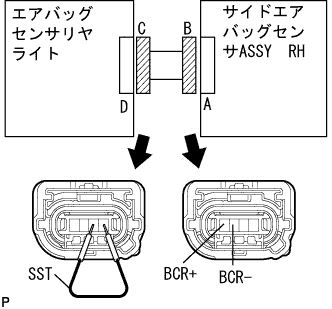 エアバッグ
センサリヤ
ライト
C
B
サイドエア
バッグセン
サASSY RH
D
A
SST
BCR+
BCR-
P